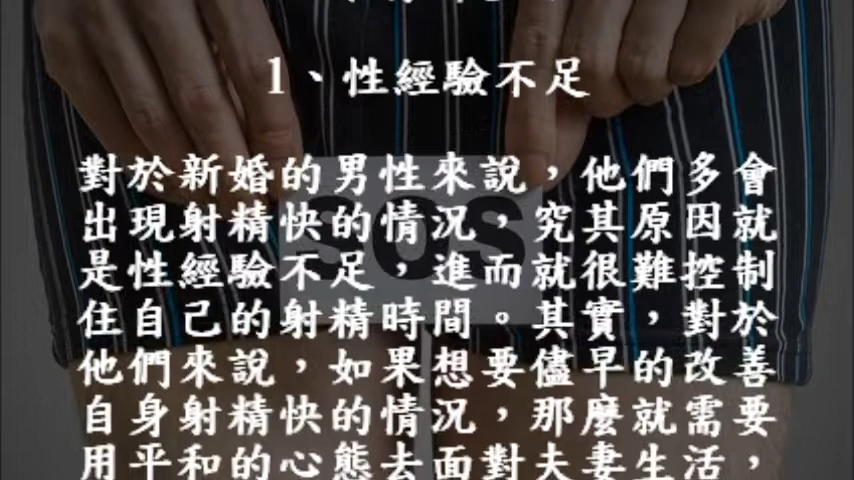 1、性經驗不足
對於新婚的男性來說，他們多會
出現射精快的情況，究其原因就
是性經驗不足，進而就很難控制
住自己的射精時間。其實，對於
他們來說，如果想要儘早的改善
自身射精快的情況，那麼就需要
用平和的心態去面對夫妻生活，
SOS